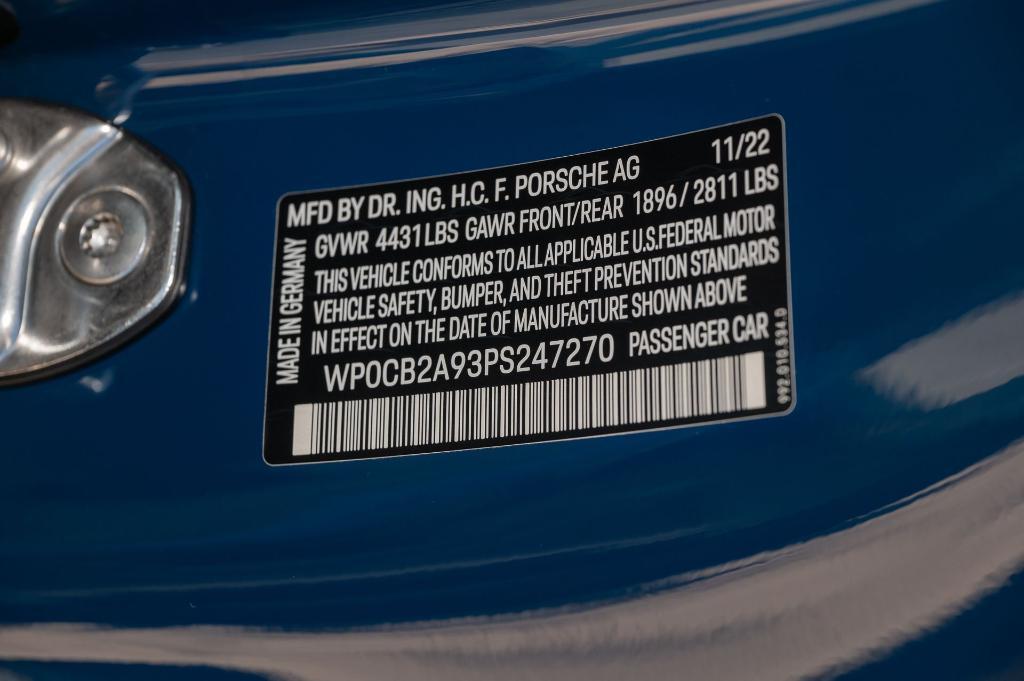 MFD BY DR. ING. H.C. F. PORSCHE AG 11/22
GVWR 4431 LBS GAWR FRONT/REAR 1896 / 2811 LBS
THIS VEHICLE CONFORMS TO ALL APPLICABLE U.S.FEDERAL MOTOR
VEHICLE SAFETY, BUMPER, AND THEFT PREVENTION STANDARDS
IN EFFECT ON THE DATE OF MANUFACTURE SHOWN ABOVE
WP0CB2A93PS247270 PASSENGER CAR
MADE IN GERMANY
992.010.534.D